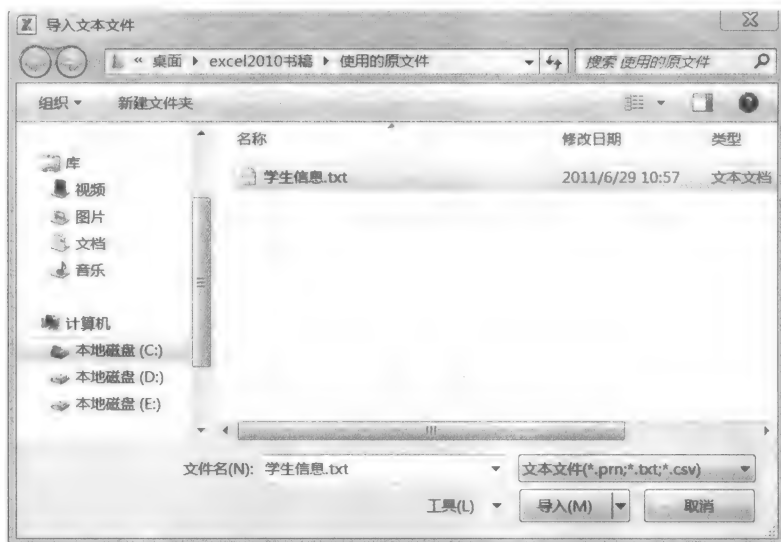 导入文本文件
« 桌面 ▸ excel2010书稿 ▸ 使用的原文件 搜索 使用的原文件
组织 新建文件夹
名称 修改日期 类型
学生信息.txt 2011/6/29 10:57 文本文档
库
视频
图片
文档
音乐
计算机
本地磁盘 (C:)
本地磁盘 (D:)
本地磁盘 (E:)
文件名(N): 学生信息.txt 文本文件(*.prn;*.txt;*.csv)
工具(L) 导入(M) 取消